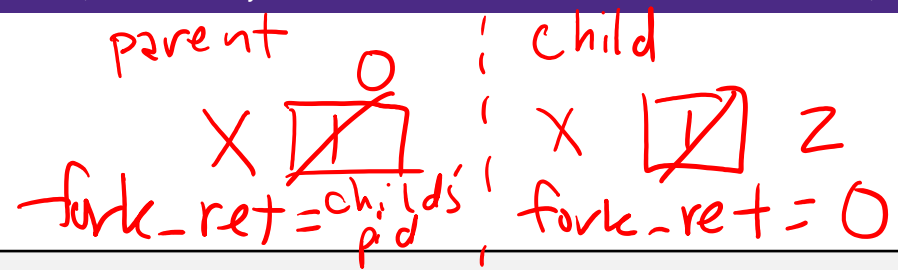 parent
child
0
X 1
X 1 2
fork_ret = child's pid
fork_ret = 0